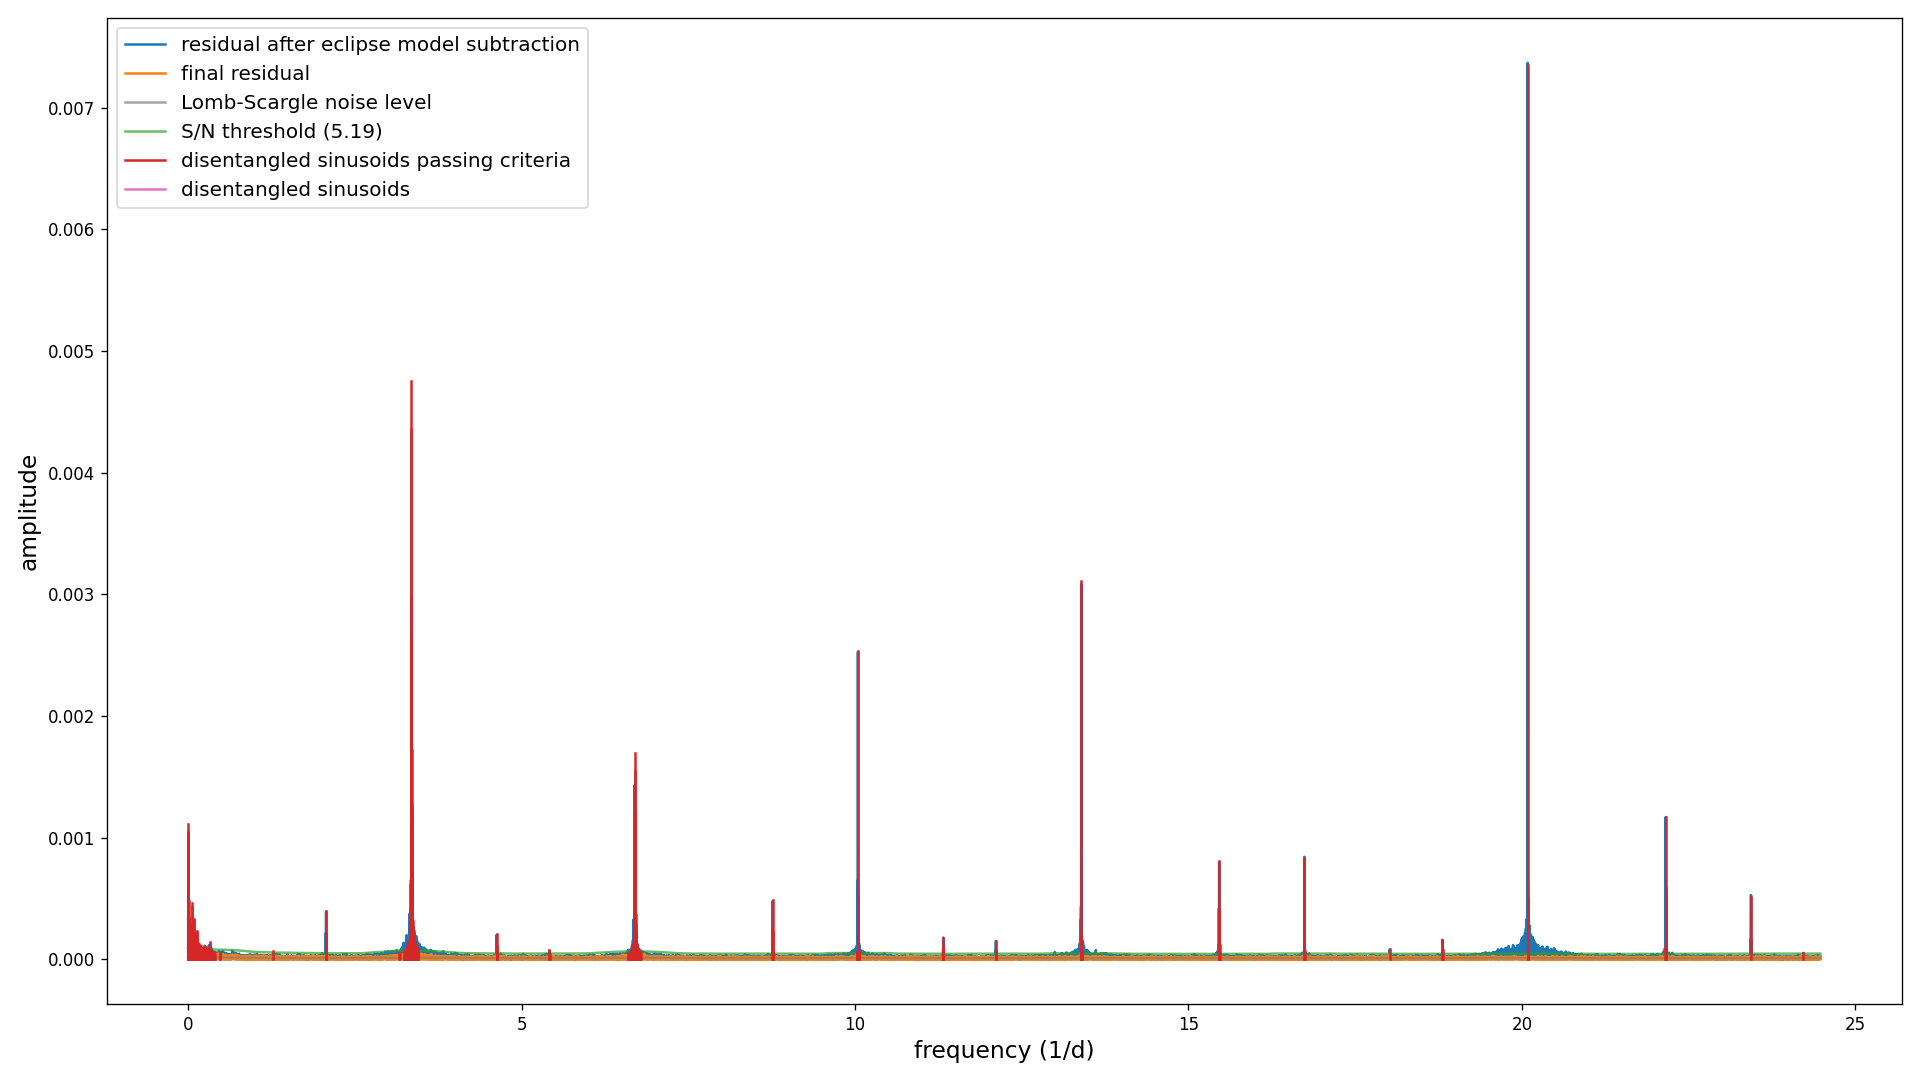 residual after eclipse model subtraction
final residual
Lomb-Scargle noise level
S/N threshold (5.19)
disentangled sinusoids passing criteria
disentangled sinusoids
0.007
0.006
0.005
0.004
0.003
0.002
0.001
0.000
amplitude
0 5 10 15 20 25
frequency (1/d)